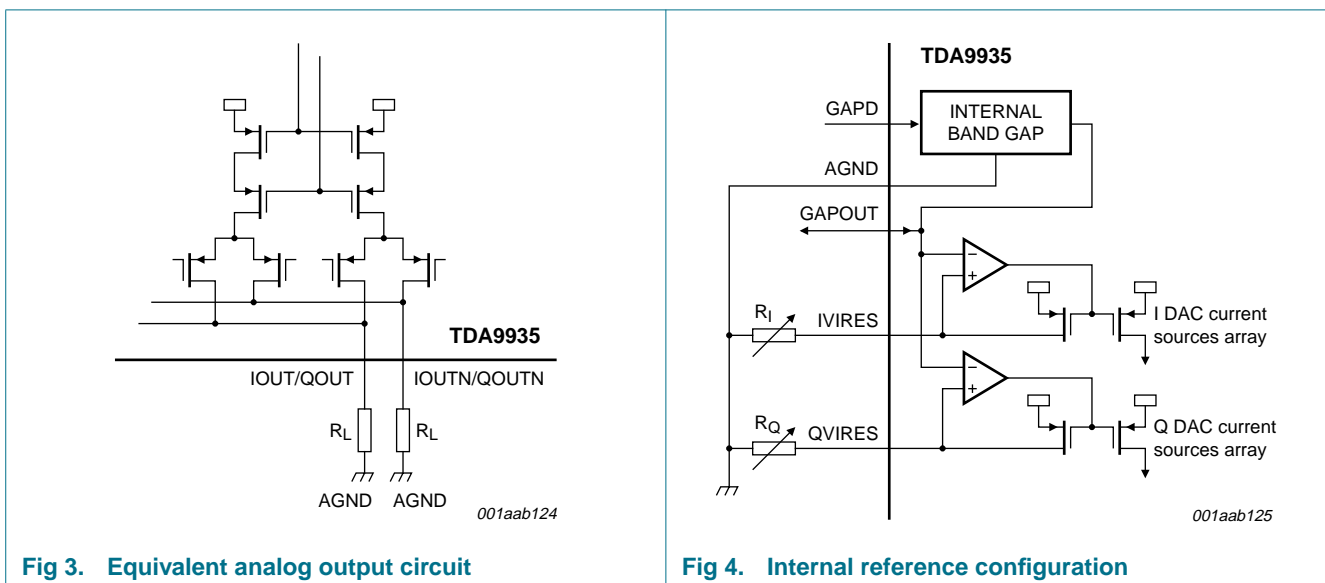 TDA9935
IOUT/QOUT
IOUTN/QOUTN
RL
RL
AGND
AGND
001aab124
Fig 3. Equivalent analog output circuit
TDA9935
GAPD
INTERNAL
BAND GAP
AGND
GAPOUT
−
+
RI
IVIRES
I DAC current
sources array
−
+
RQ
QVIRES
Q DAC current
sources array
001aab125
Fig 4. Internal reference configuration